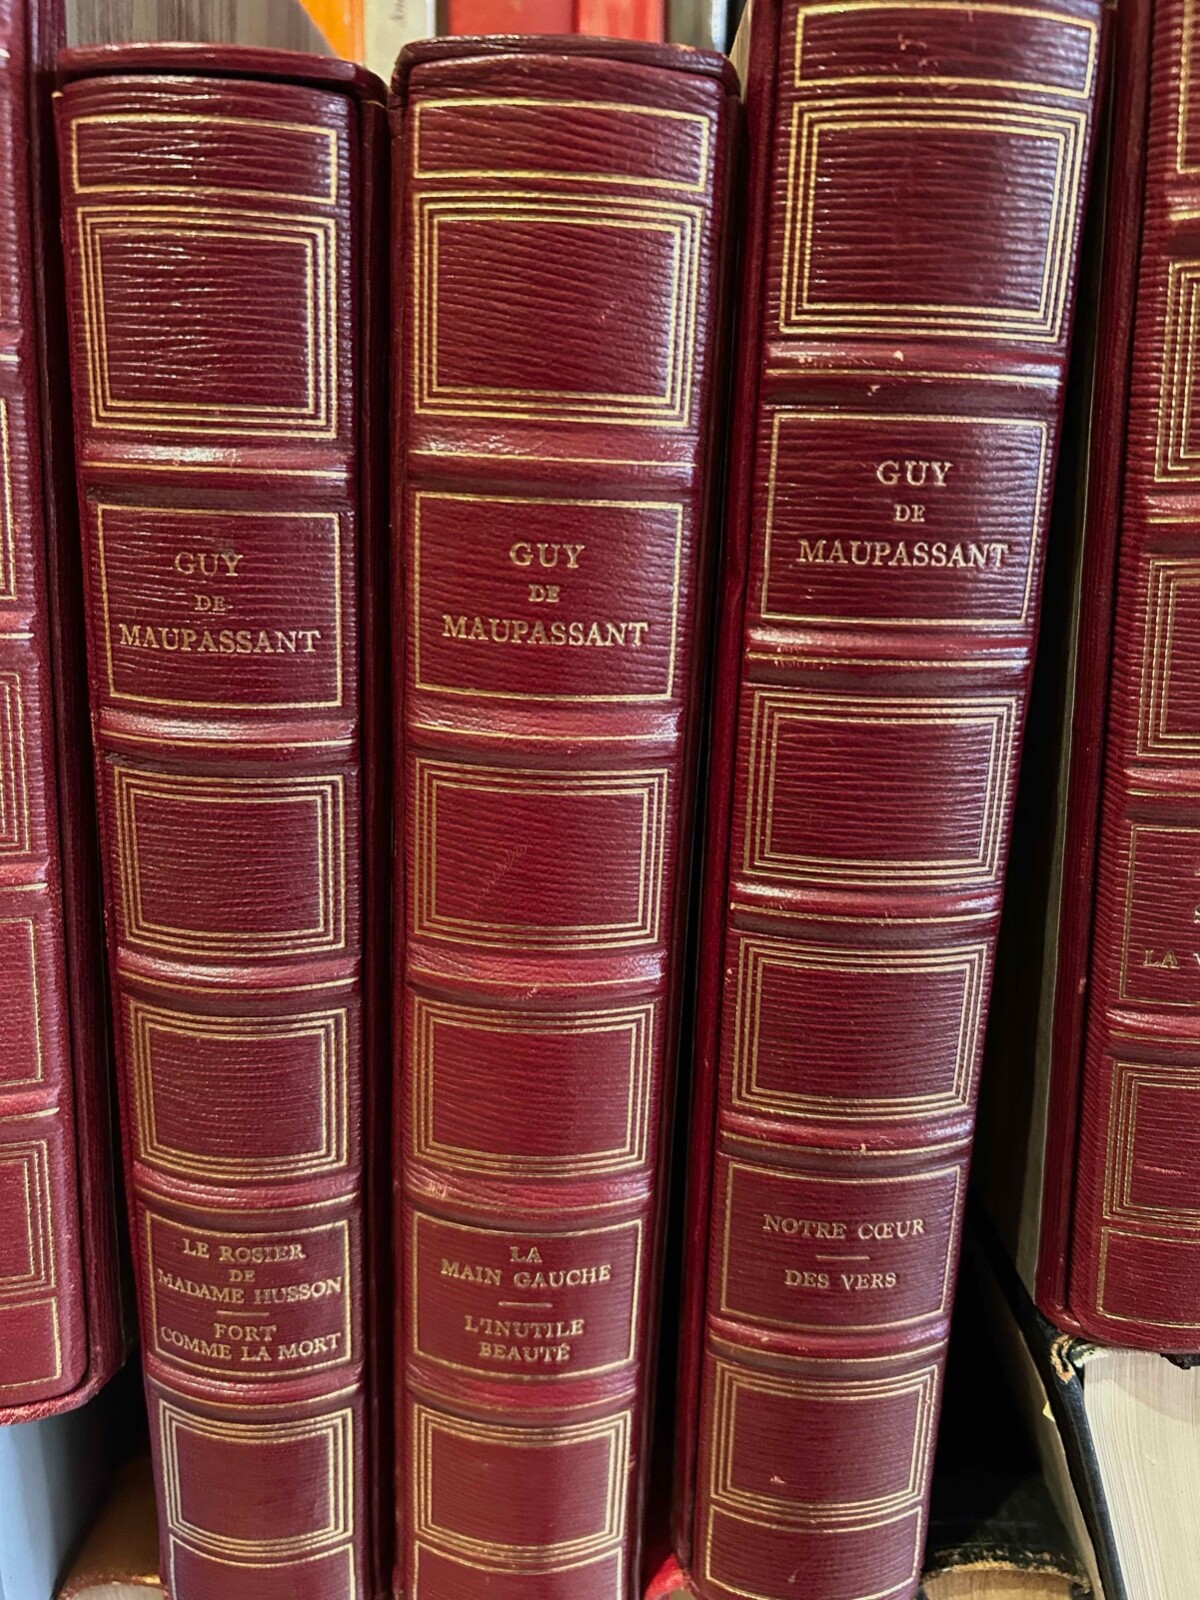 GUY
DE
MAUPASSANT
LE ROSIER
DE
MADAME HUSSON
FORT
COMME LA MORT
GUY
DE
MAUPASSANT
LA
MAIN GAUCHE
L'INUTILE
BEAUTÉ
GUY
DE
MAUPASSANT
NOTRE CŒUR
DES VERS
LA